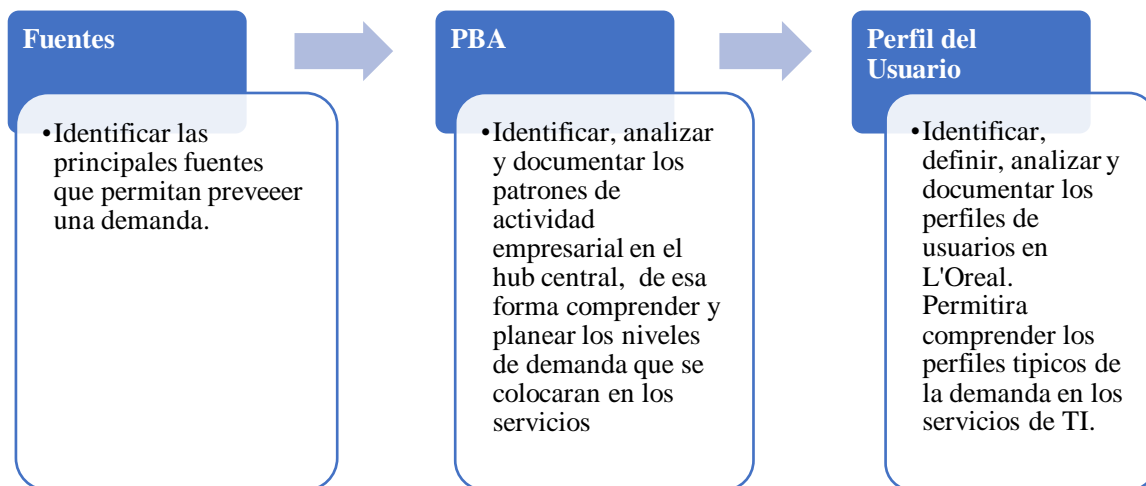 Fuentes
•Identificar las
principales fuentes
que permitan preveeer
una demanda.
PBA
•Identificar, analizar
y documentar los
patrones de
actividad
empresarial en el
hub central, de esa
forma comprender y
planear los niveles
de demanda que se
colocaran en los
servicios
Perfil del
Usuario
•Identificar,
definir, analizar y
documentar los
perfiles de
usuarios en
L'Oreal.
Permitira
comprender los
perfiles tipicos de
la demanda en los
servicios de TI.